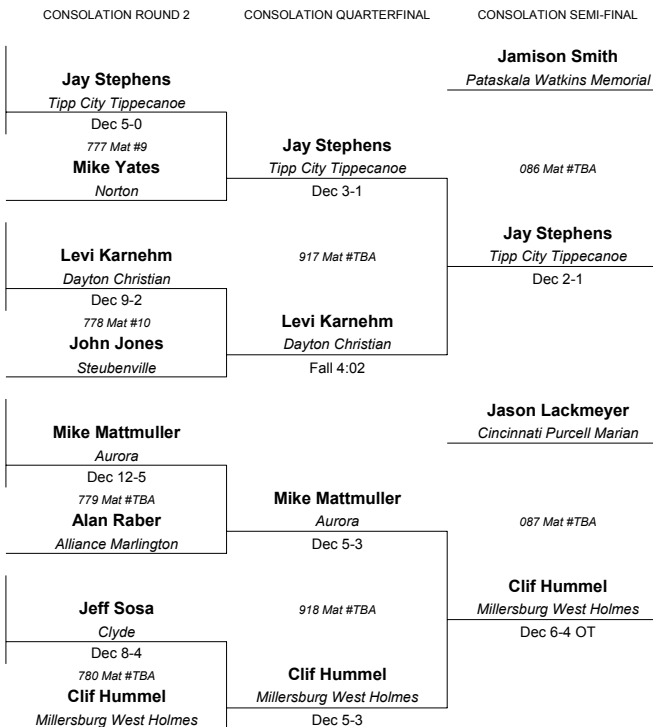 CONSOLATION ROUND 2
CONSOLATION QUARTERFINAL
CONSOLATION SEMI-FINAL
Jay Stephens
Tipp City Tippecanoe
Dec 5-0
777 Mat #9
Mike Yates
Norton
Levi Karnehm
Dayton Christian
Dec 9-2
778 Mat #10
John Jones
Steubenville
Mike Mattmuller
Aurora
Dec 12-5
779 Mat #TBA
Alan Raber
Alliance Marlington
Jeff Sosa
Clyde
Dec 8-4
780 Mat #TBA
Clif Hummel
Millersburg West Holmes
Jay Stephens
Tipp City Tippecanoe
Dec 3-1
917 Mat #TBA
Levi Karnehm
Dayton Christian
Fall 4:02
Mike Mattmuller
Aurora
Dec 5-3
918 Mat #TBA
Clif Hummel
Millersburg West Holmes
Dec 5-3
Jamison Smith
Pataskala Watkins Memorial
086 Mat #TBA
Jay Stephens
Tipp City Tippecanoe
Dec 2-1
Jason Lackmeyer
Cincinnati Purcell Marian
087 Mat #TBA
Clif Hummel
Millersburg West Holmes
Dec 6-4 OT